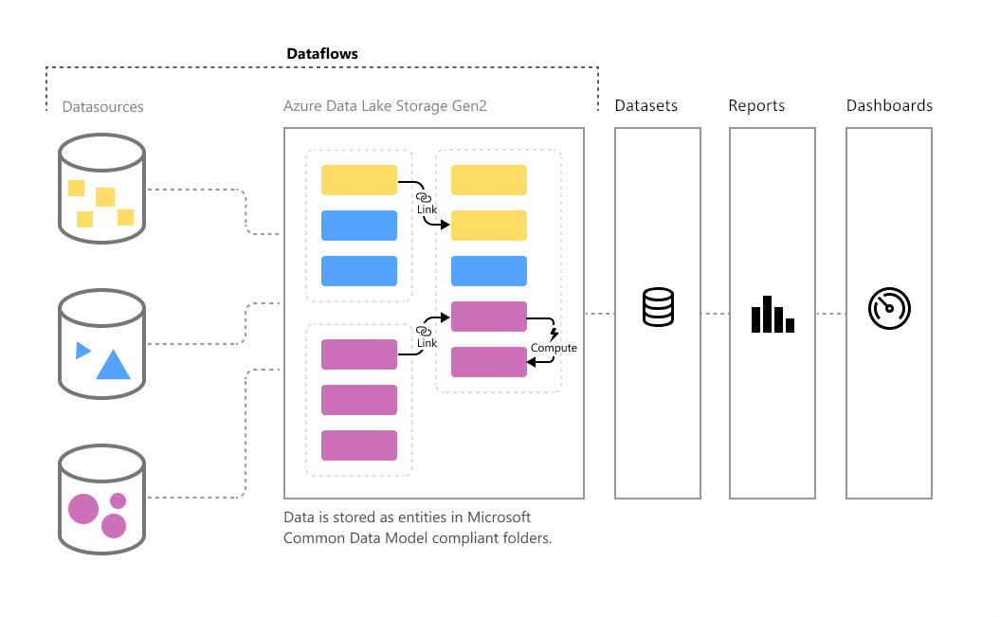 Dataflows
Datasources
Azure Data Lake Storage Gen2
Datasets
Reports
Dashboards
Link
Link
Compute
Data is stored as entities in Microsoft
Common Data Model compliant folders.